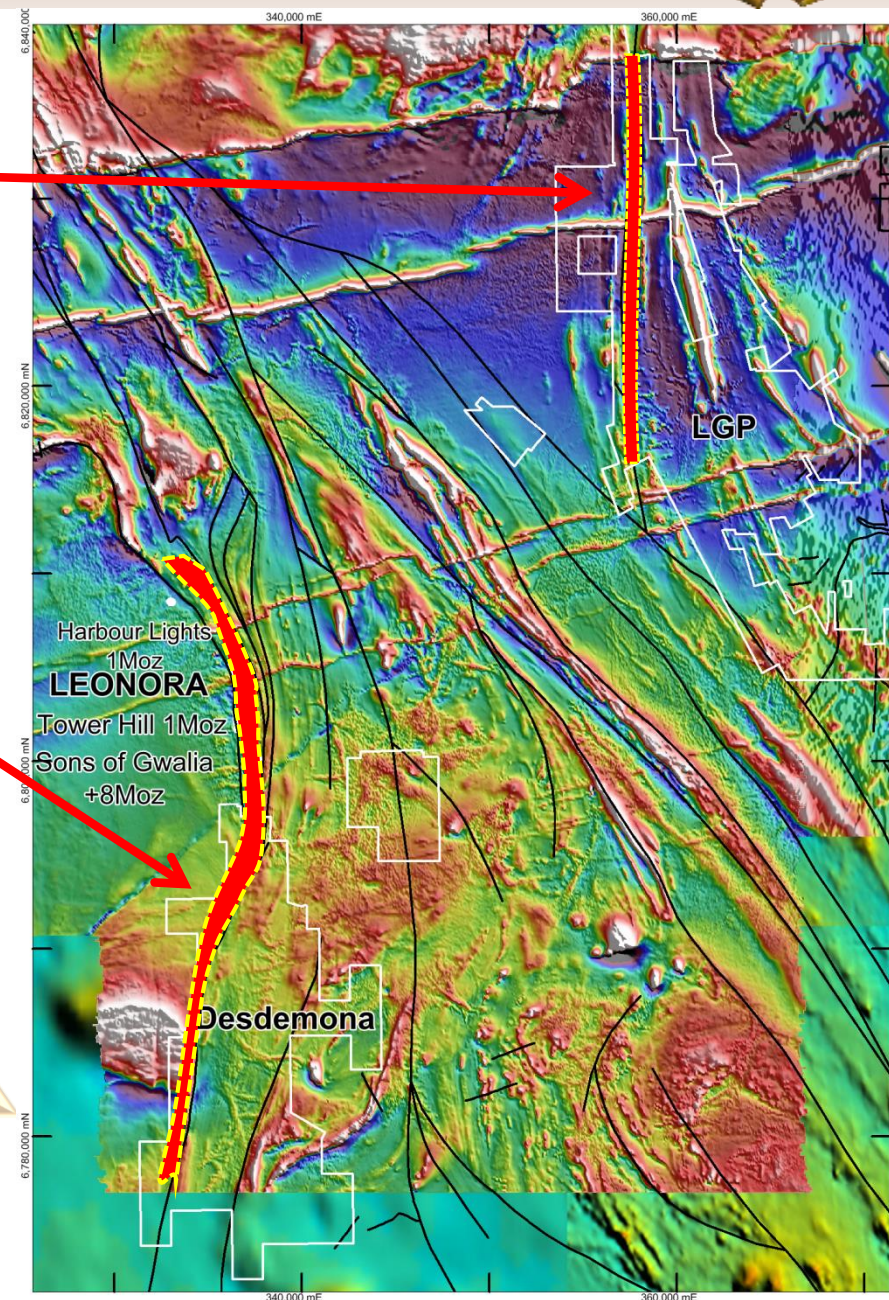 340,000 mE
360,000 mE
6,840,000
6,820,000 mN
LGP
Harbour Lights
1Moz
LEONORA
Tower Hill 1Moz
Sons of Gwalia
+8Moz
Desdemona
6,780,000 mN
340,000 mE
360,000 mE